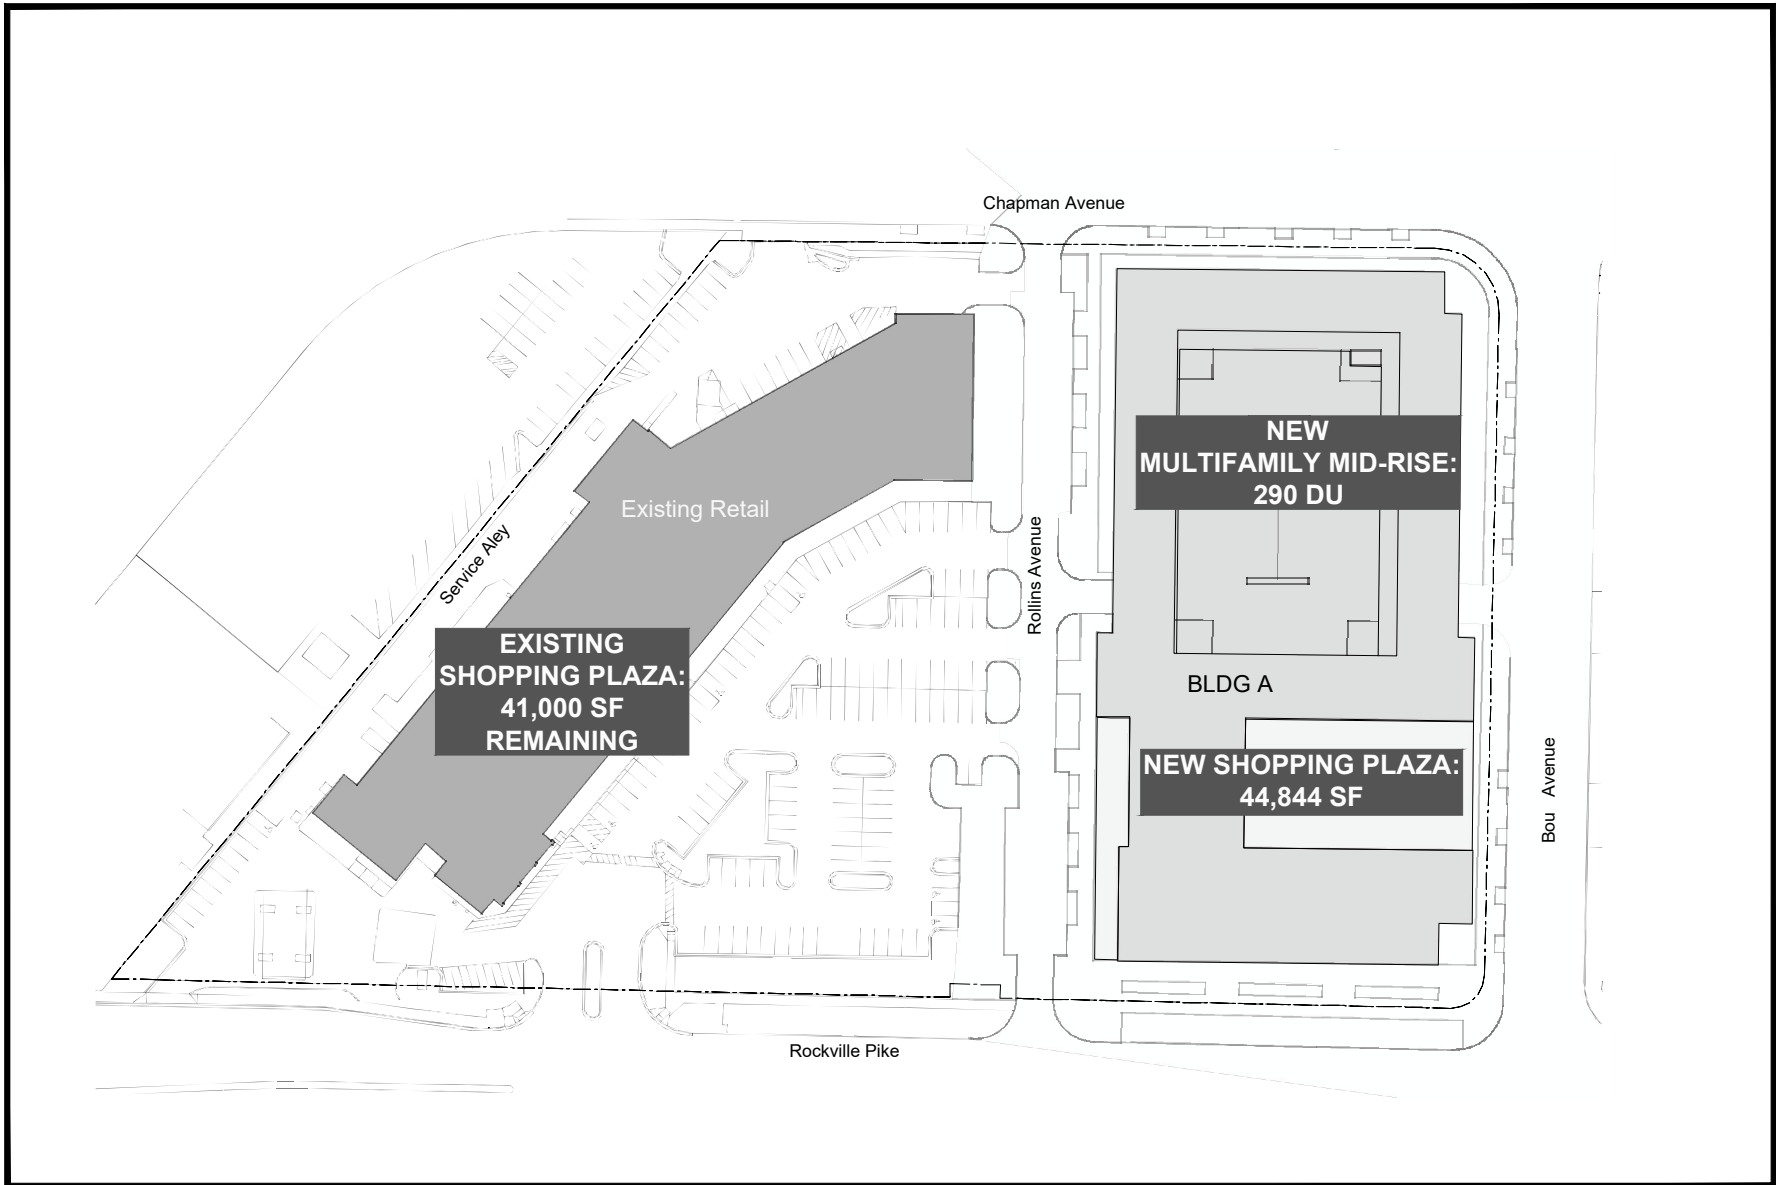 Chapman Avenue
NEW
MULTIFAMILY MID-RISE:
290 DU
Existing Retail
Service Aley
Rollins Avenue
EXISTING
SHOPPING PLAZA:
41,000 SF
REMAINING
BLDG A
NEW SHOPPING PLAZA:
44,844 SF
Bou Avenue
Rockville Pike